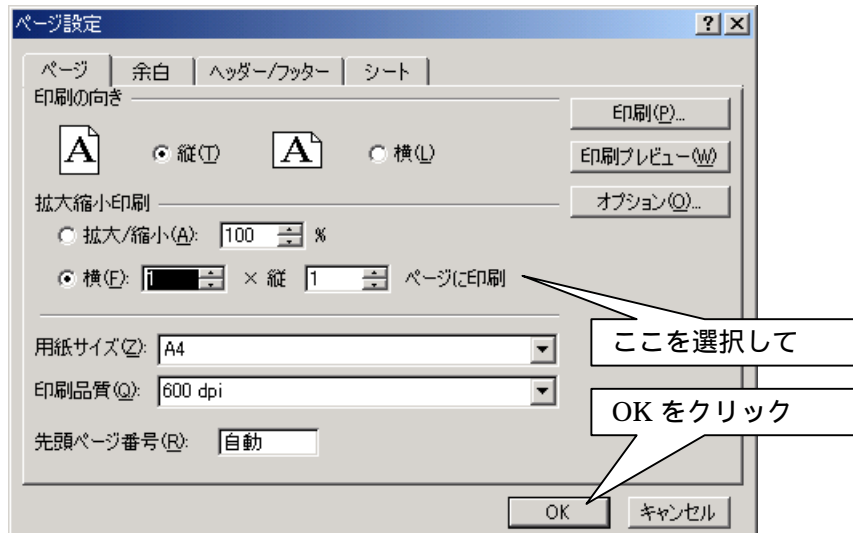 ページ設定
ページ 余白 ヘッダー/フッター シート
印刷の向き
A 縦(T) A 横(L)
印刷(P)...
印刷プレビュー(W)
オプション(O)...
拡大縮小印刷
拡大/縮小(A): 100 %
横(F): 1 × 縦 1 ページに印刷
ここを選択して
用紙サイズ(Z): A4
印刷品質(Q): 600 dpi
OK をクリック
先頭ページ番号(R): 自動
OK キャンセル